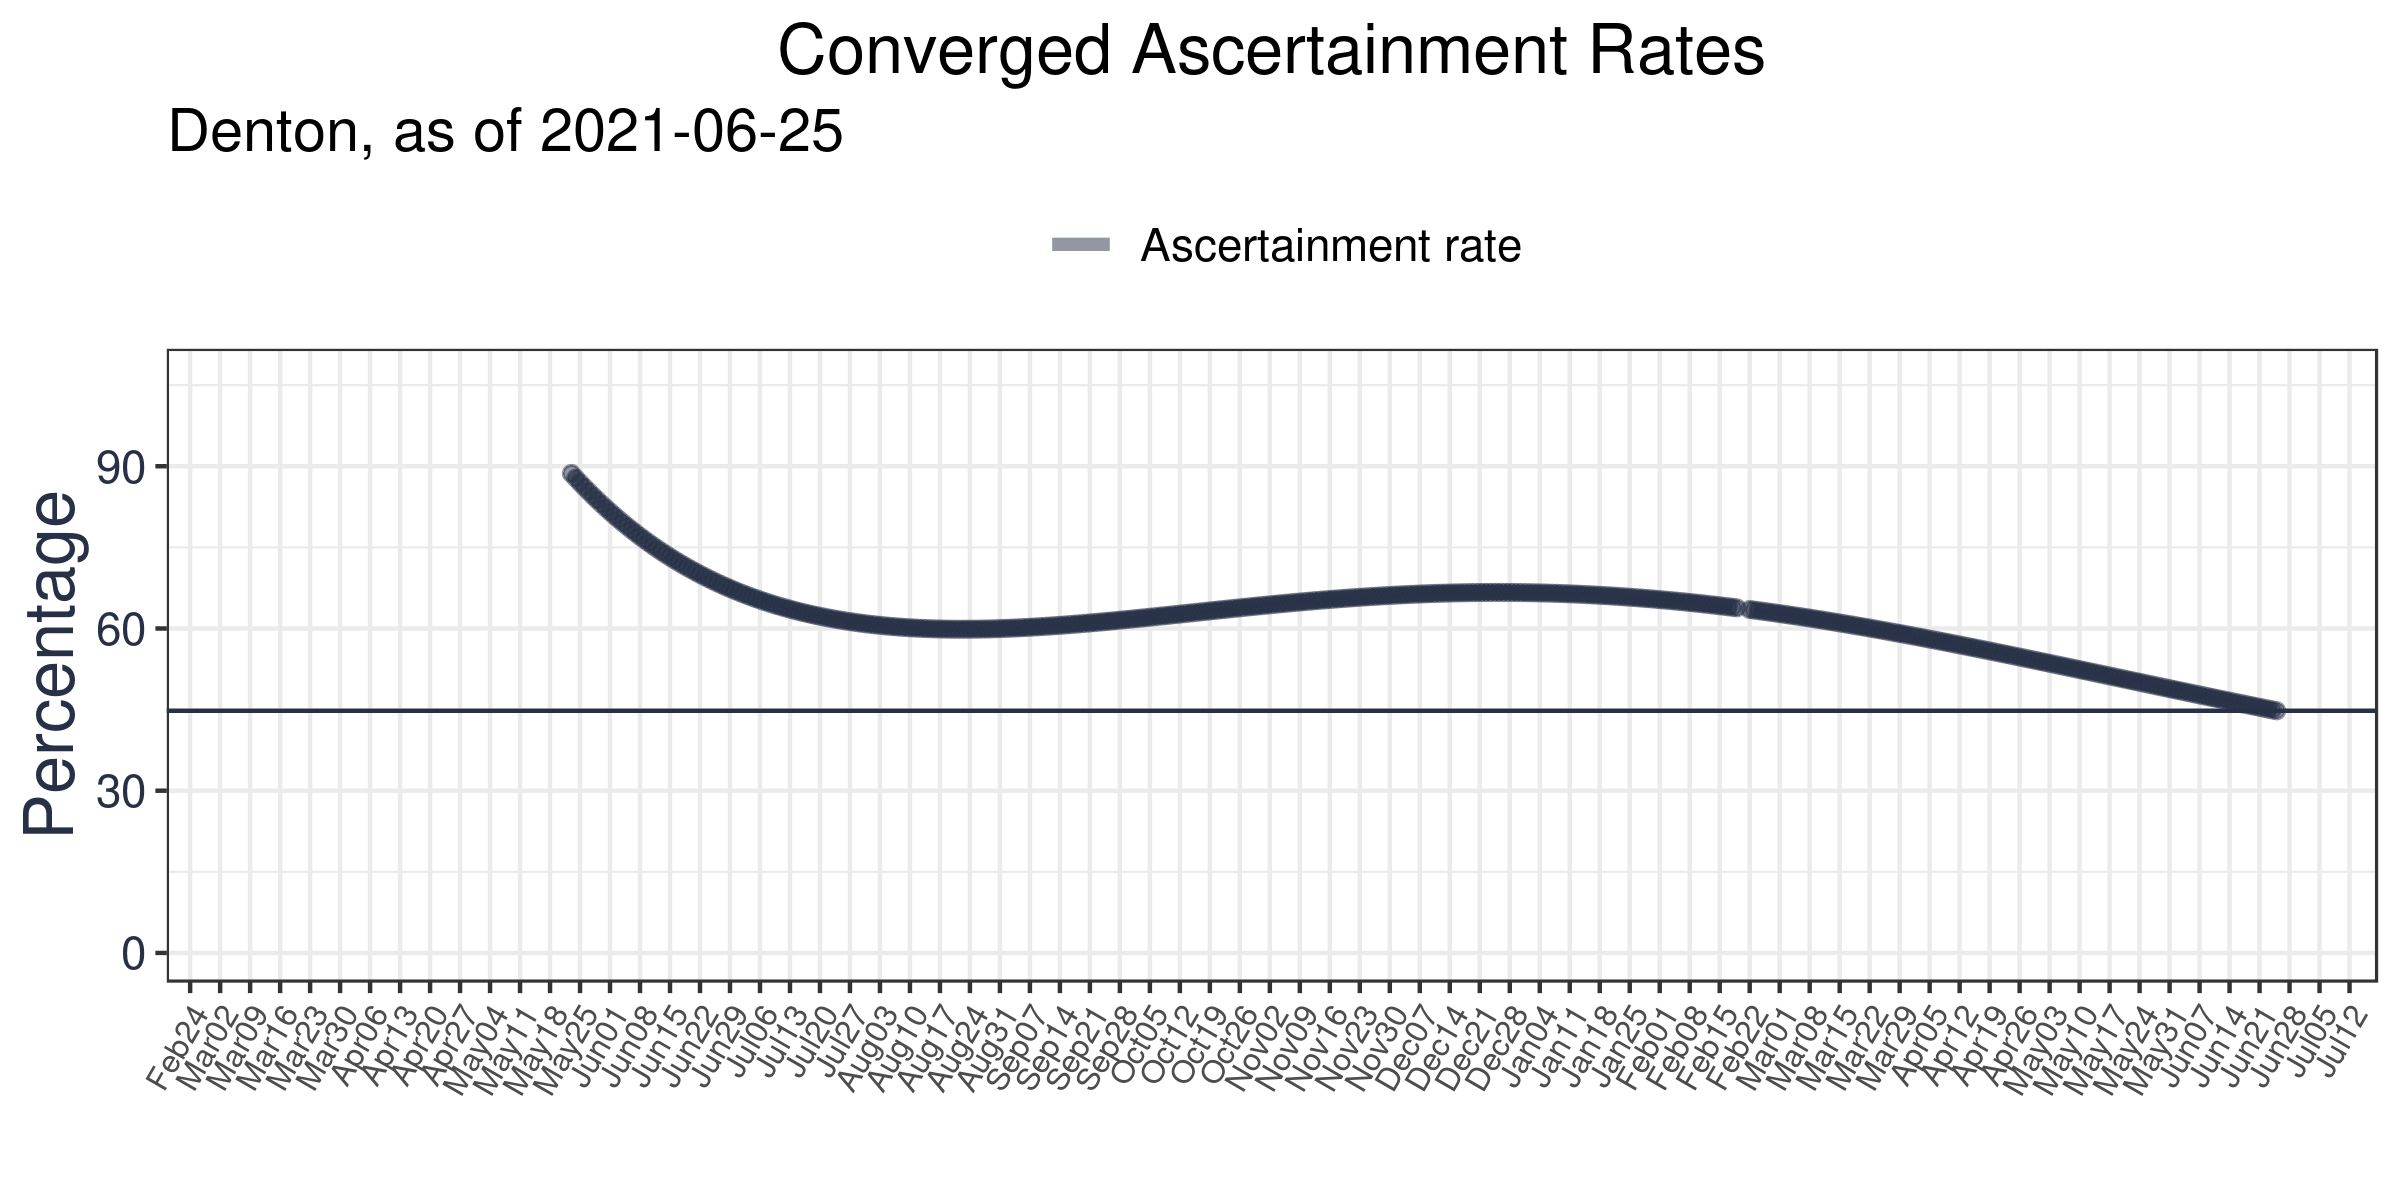 Converged Ascertainment Rates
Denton, as of 2021-06-25
Ascertainment rate
Percentage
90
60
30
0
Feb24 Mar02 Mar09 Mar16 Mar23 Mar30 Apr06 Apr13 Apr20 Apr27 May04 May11 May18 May25 Jun01 Jun08 Jun15 Jun22 Jun29 Jul06 Jul13 Jul20 Jul27 Aug03 Aug10 Aug17 Aug24 Aug31 Sep07 Sep14 Sep21 Sep28 Oct05 Oct12 Oct19 Oct26 Nov02 Nov09 Nov16 Nov23 Nov30 Dec07 Dec14 Dec21 Dec28 Jan04 Jan11 Jan18 Jan25 Feb01 Feb08 Feb15 Feb22 Mar01 Mar08 Mar15 Mar22 Mar29 Apr05 Apr12 Apr19 Apr26 May03 May10 May17 May24 May31 Jun07 Jun14 Jun21 Jun28 Jul05 Jul12